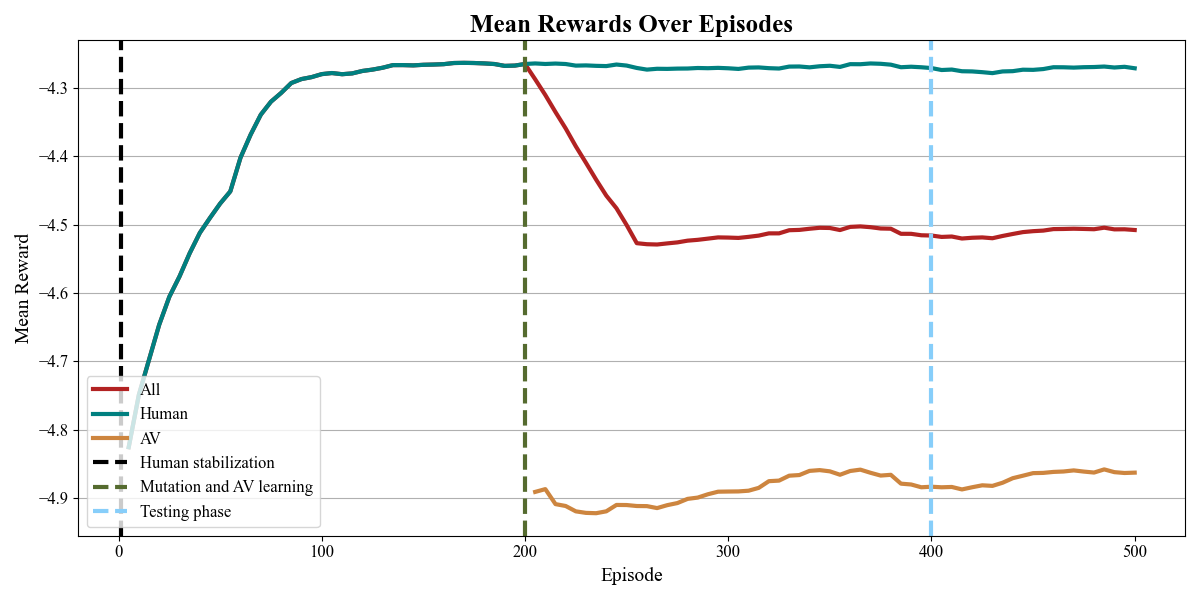 Mean Rewards Over Episodes
Mean Reward
−4.3
−4.4
−4.5
−4.6
−4.7
−4.8
−4.9
All
Human
AV
Human stabilization
Mutation and AV learning
Testing phase
0 100 200 300 400 500
Episode